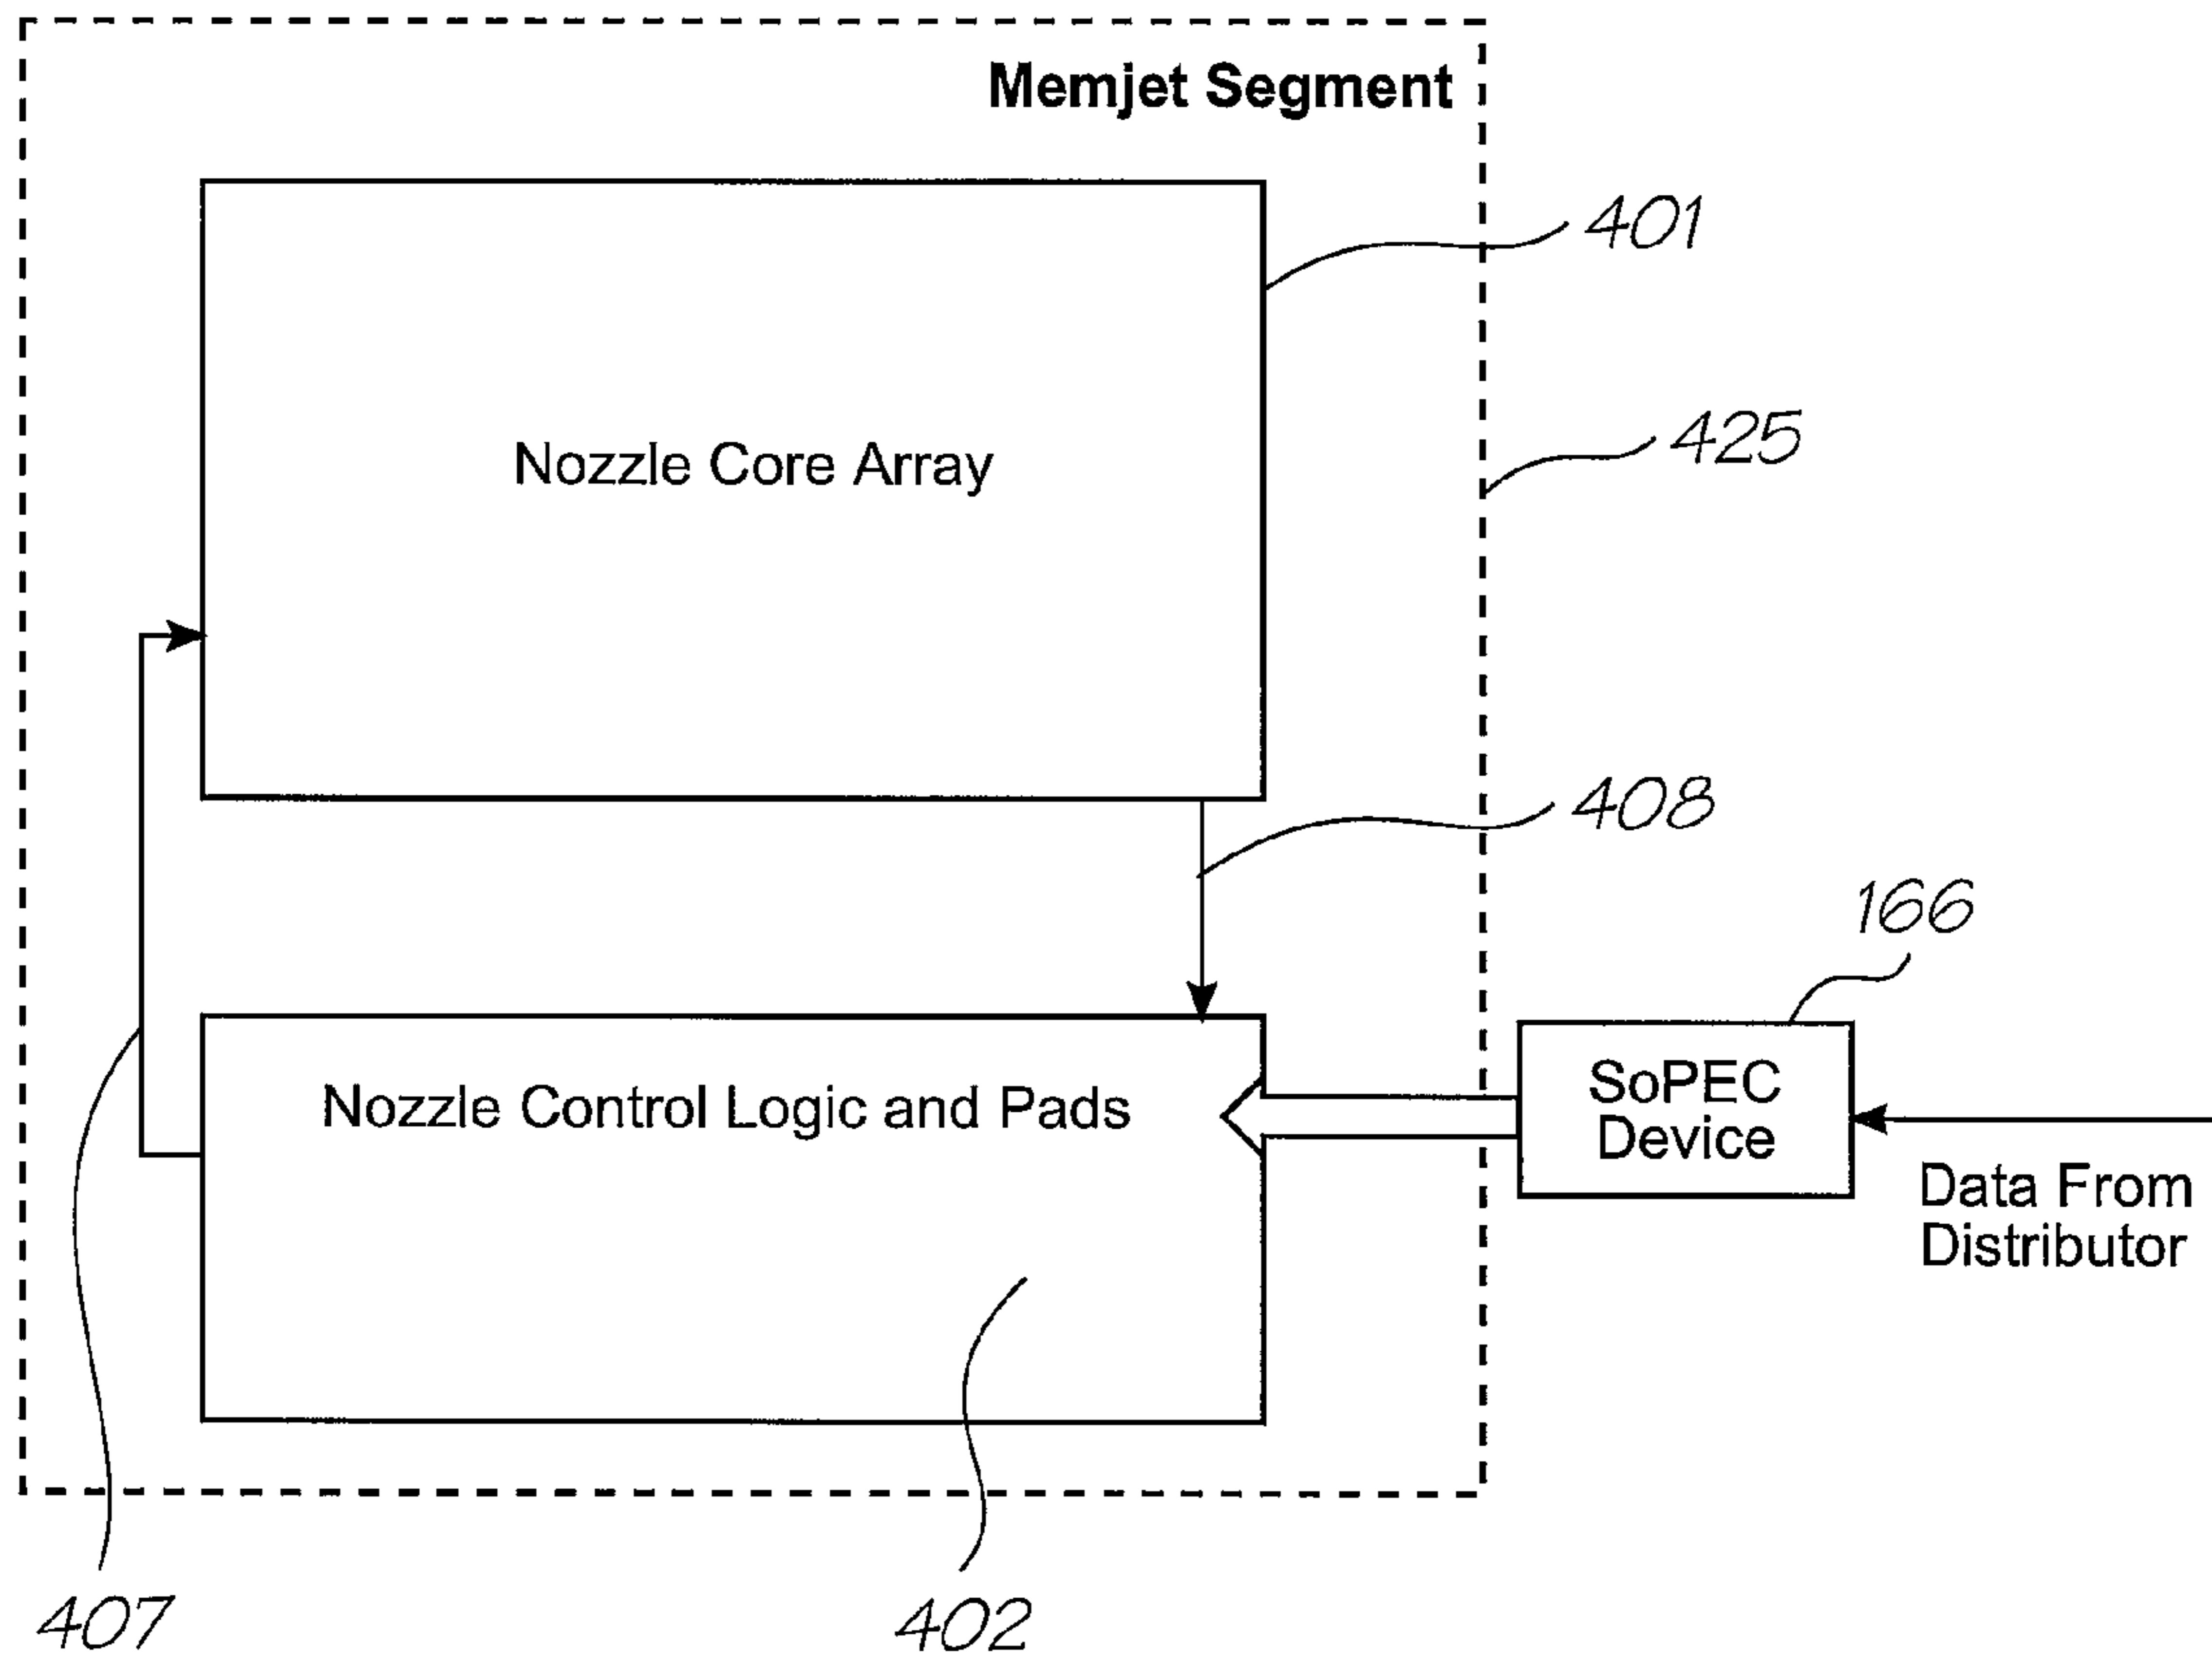 Memjet Segment
401
Nozzle Core Array
425
408
166
SoPEC
Device
Nozzle Control Logic and Pads
Data From
Distributor
407
402